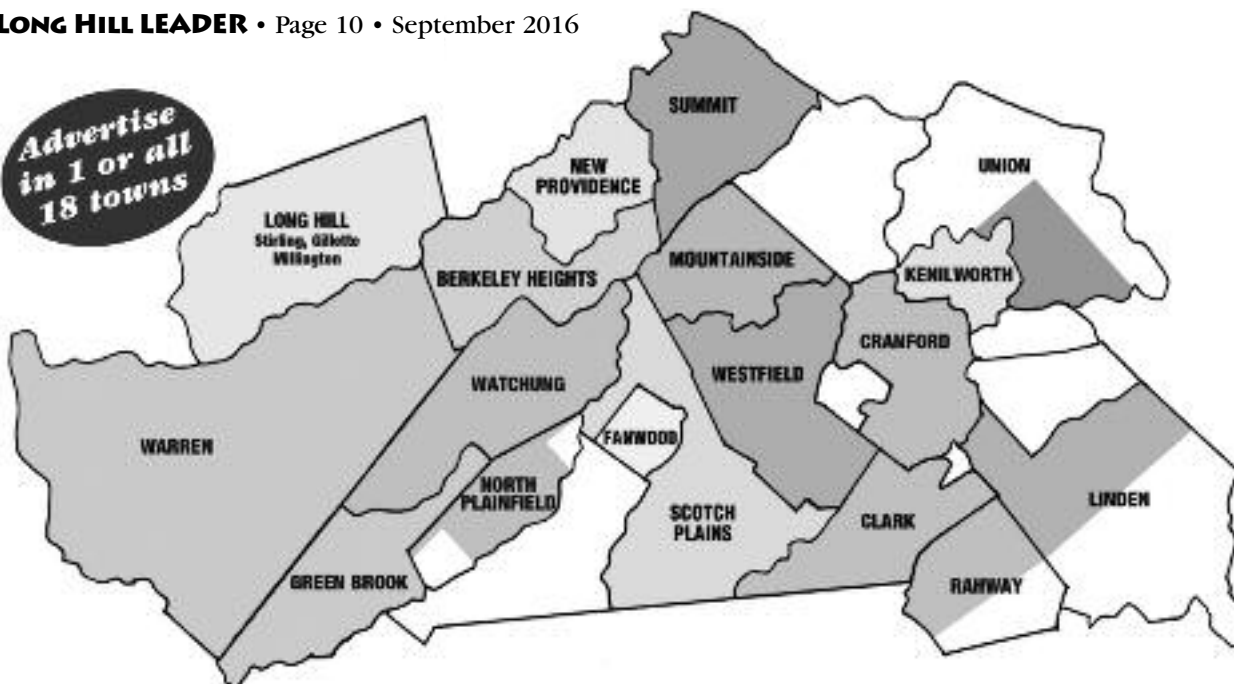 LONG HILL LEADER • Page 10 • September 2016
Advertise
in 1 or all
18 towns
SUMMIT
NEW
PROVIDENCE
UNION
LONG HILL
Stirling, Gillette
Millington
BERKELEY HEIGHTS
MOUNTAINSIDE
KENILWORTH
CRANFORD
WATCHUNG
WESTFIELD
WARREN
FANWOOD
NORTH
PLAINFIELD
SCOTCH
PLAINS
CLARK
LINDEN
GREEN BROOK
RAHWAY